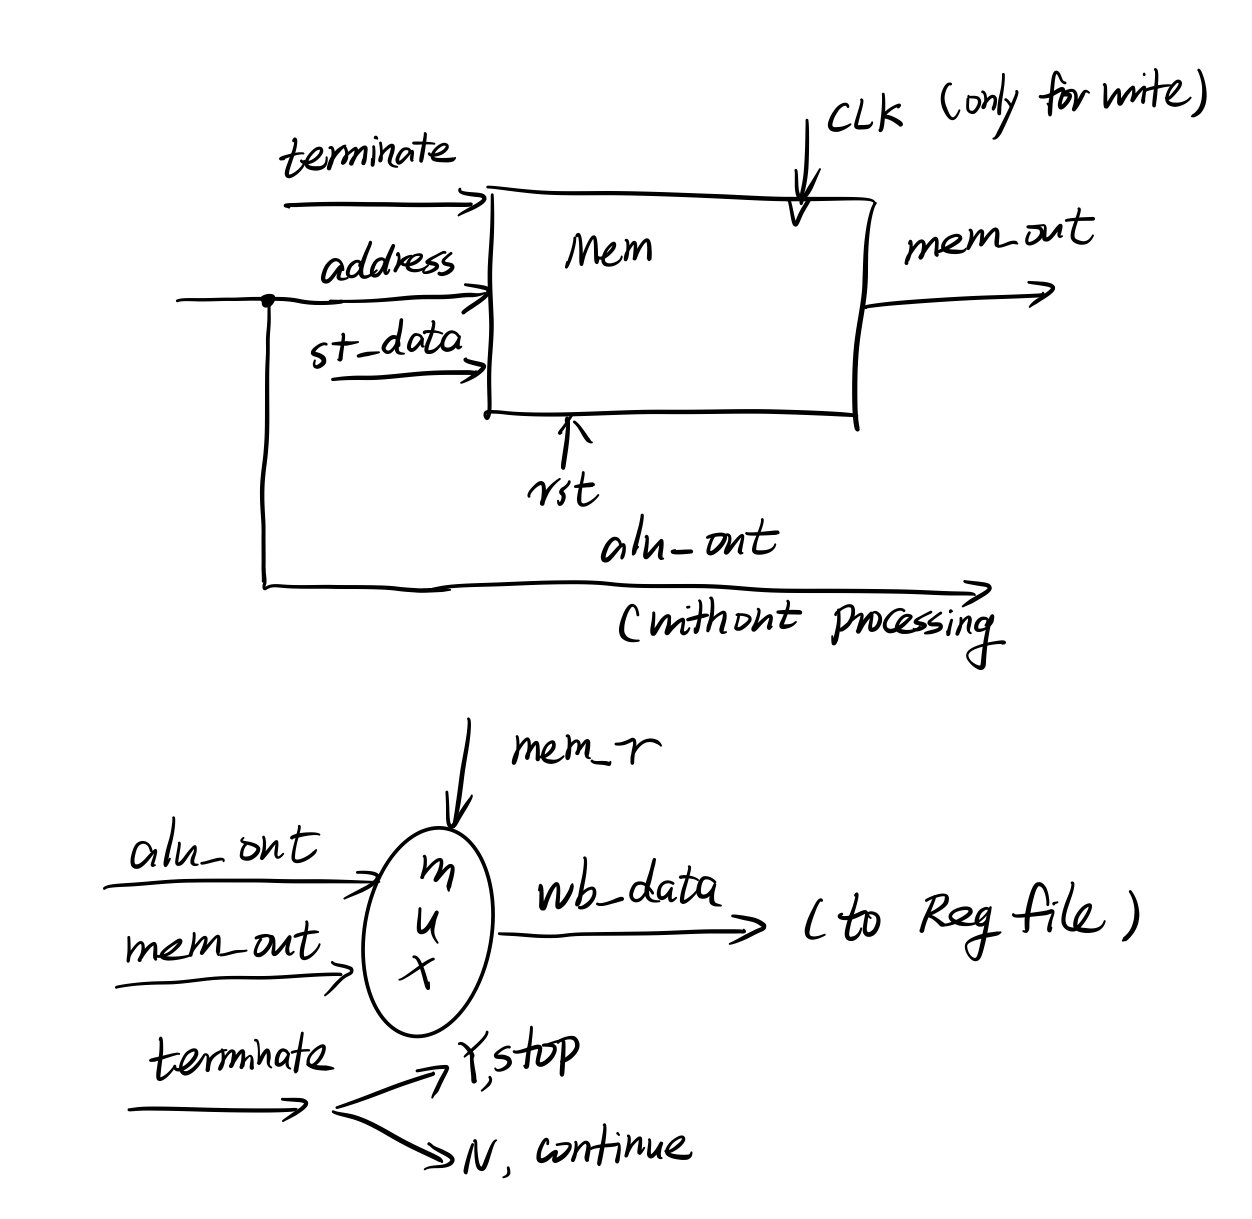 CLK (only for write)
terminate
Mem
mem_out
address
st_data
rst
alu_out
(without processing
mem_r
alu_out
mux
wb_data
(to Reg file)
mem_out
terminate
Y, stop
N, continue